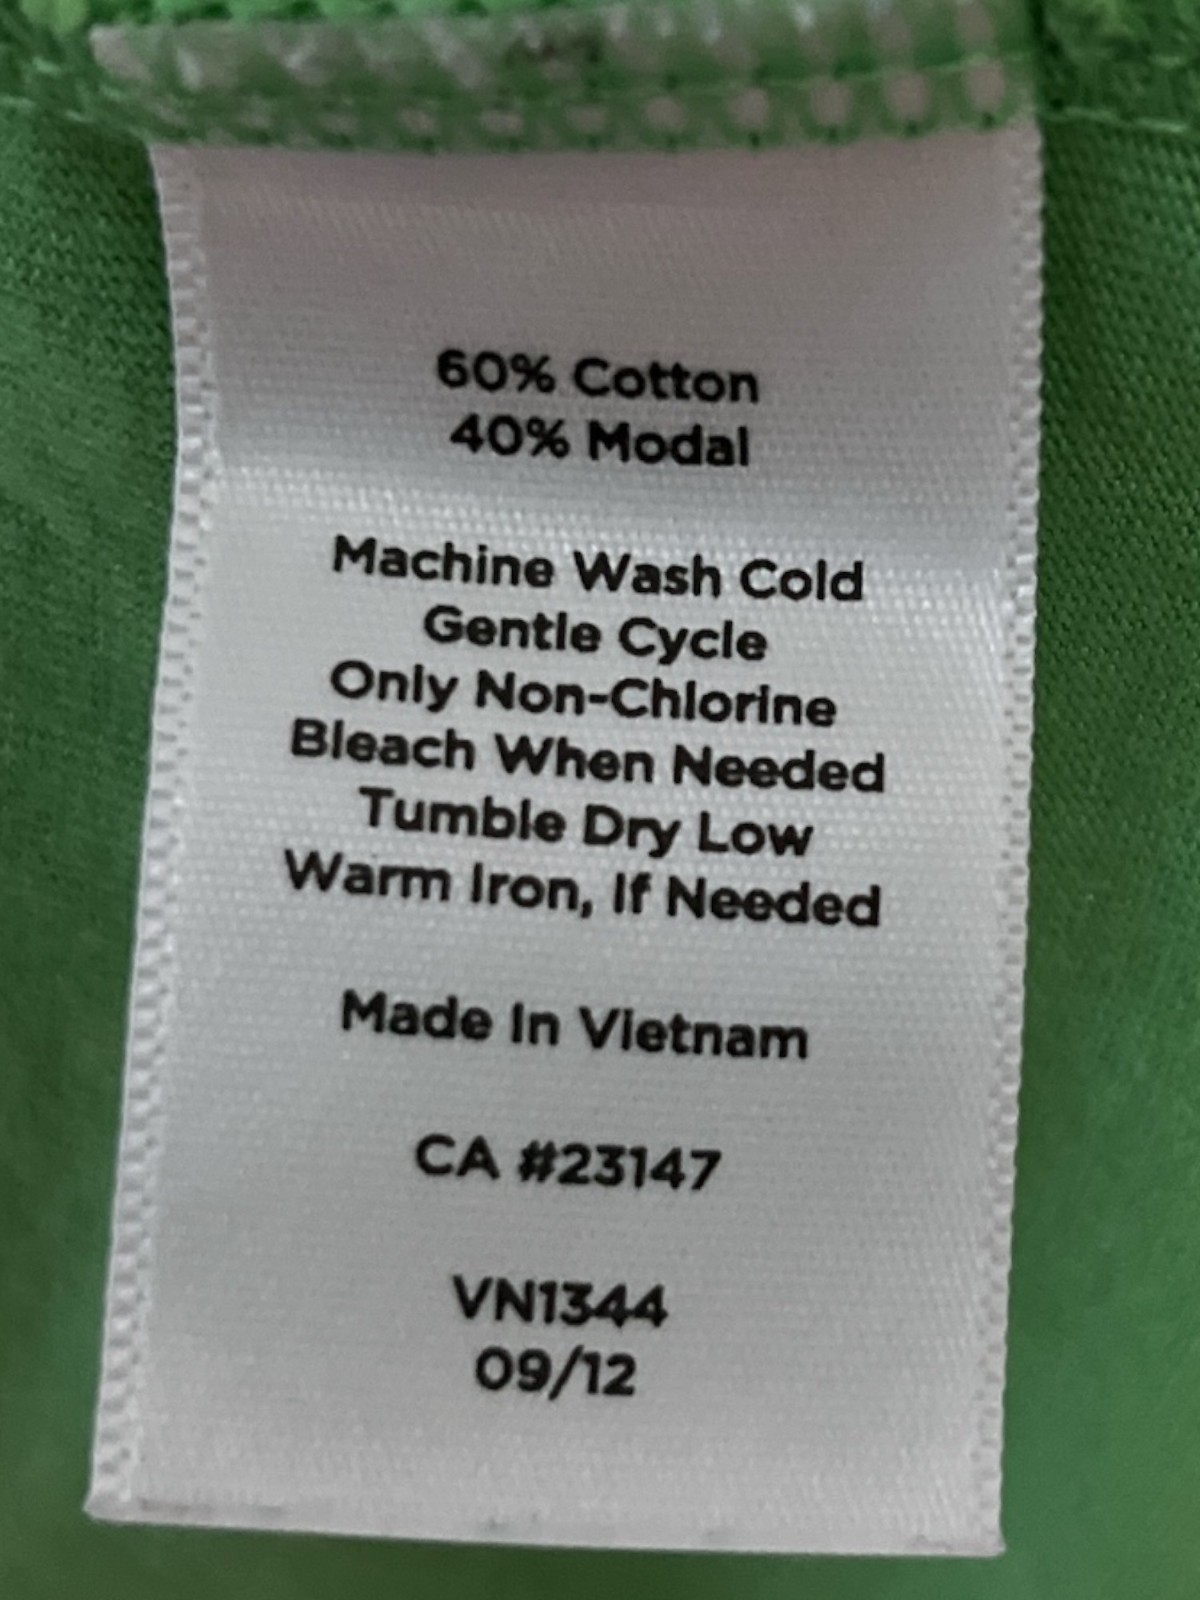 60% Cotton
40% Modal
Machine Wash Cold
Gentle Cycle
Only Non-Chlorine
Bleach When Needed
Tumble Dry Low
Warm Iron, If Needed
Made In Vietnam
CA #23147
VN1344
09/12